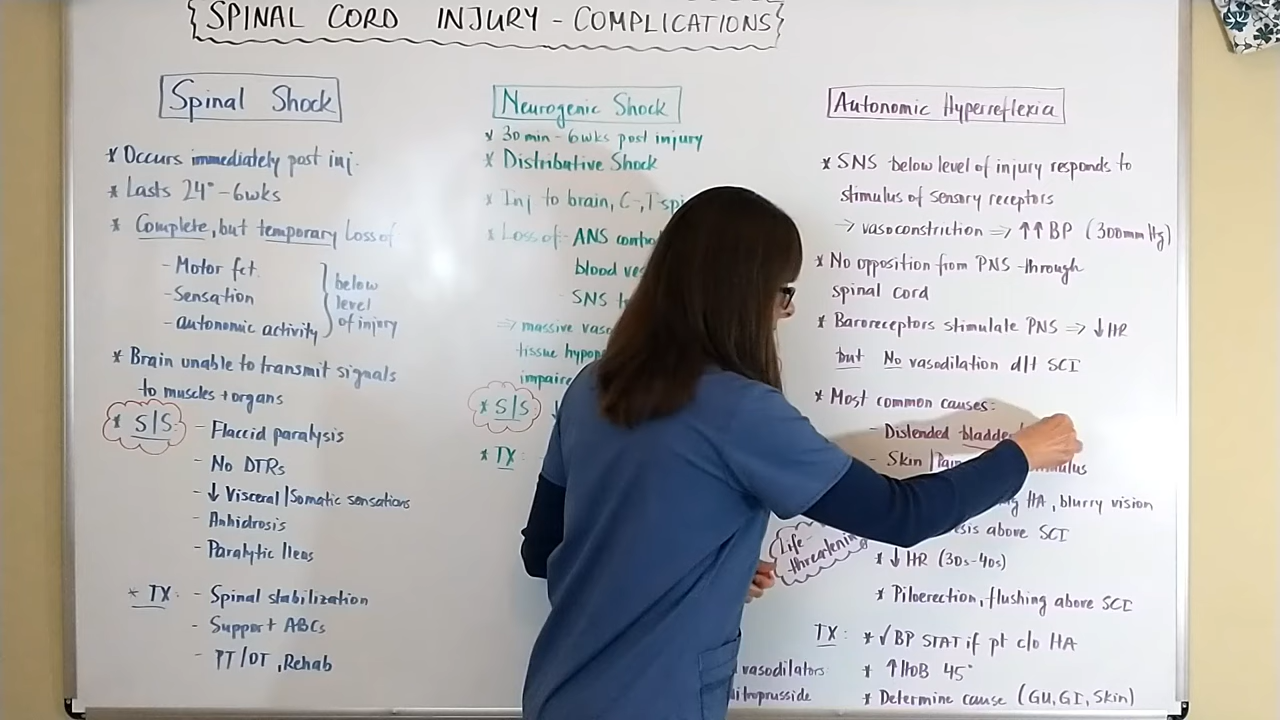 SPINAL CORD INJURY - COMPLICATIONS
Spinal Shock
* Occurs immediately post inj.
* Lasts 24° - 6wks
* Complete, but temporary Loss of
- Motor fct.
- Sensation
- autonomic activity
below
level
of injury
* Brain unable to transmit signals
to muscles + organs
* S/S
- Flaccid paralysis
- No DTRs
- ↓ Visceral/Somatic sensations
- Anhidrosis
- Paralytic Ileus
* TX: - Spinal stabilization
- Support ABCs
- PT/OT, Rehab
Neurogenic Shock
* 30 min - 6wks post injury
* Distributive Shock
* Inj to brain, C-, T-spi
* Loss of: - ANS contro
blood ves
- SNS
⇒ massive vaso
tissue hypop
impaire
* S/S ↓
* TX: -
Autonomic Hyperreflexia
* SNS below level of injury responds to
stimulus of sensory receptors
→ vasoconstriction ⇒ ↑↑ BP (300mm Hg)
* No opposition from PNS through
spinal cord
* Baroreceptors stimulate PNS ⇒ ↓HR
but No vasodilation d/t SCI
* Most common causes:
- Distended bladde
- Skin/Pain ulus
g HA, blurry vision
sis above SCI
* ↓ HR (30s-40s)
* Piloerection, flushing above SCI
Life-
threatening
TX: * √ BP STAT if pt c/o HA
* ↑ HOB 45°
* Determine cause (GU, GI, Skin)
vasodilators:
itroprusside